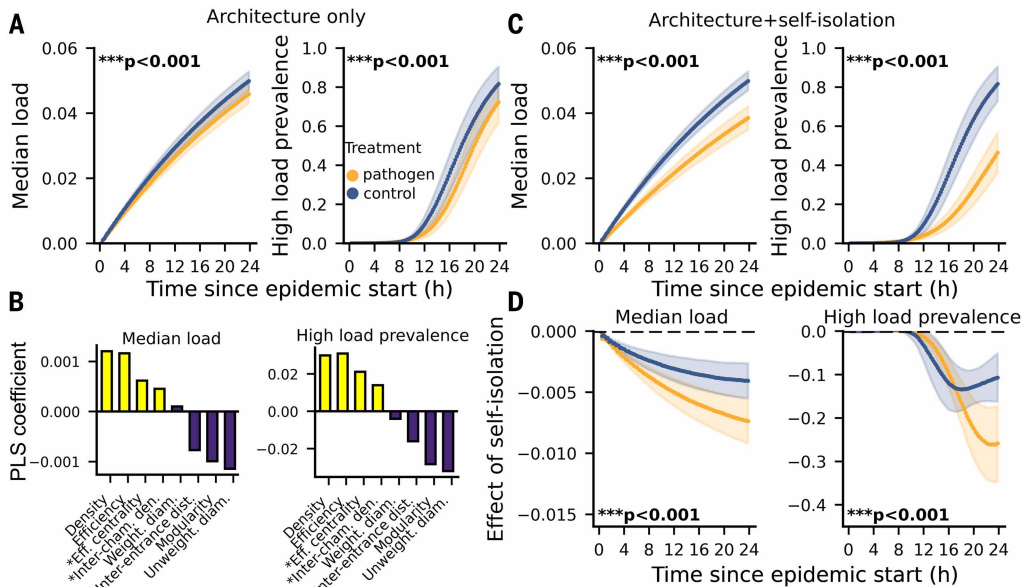 A
Architecture only
Median load
0.06
0.04
0.02
0.00
***p<0.001
0 4 8 12 16 20 24
High load prevalence
1.0
0.8
0.6
0.4
0.2
0.0
***p<0.001
Treatment
pathogen
control
0 4 8 12 16 20 24
Time since epidemic start (h)
C
Architecture+self-isolation
Median load
0.06
0.04
0.02
0.00
***p<0.001
0 4 8 12 16 20 24
High load prevalence
1.0
0.8
0.6
0.4
0.2
0.0
***p<0.001
0 4 8 12 16 20 24
Time since epidemic start (h)
B
PLS coefficient
Median load
0.001
0.000
−0.001
Density
Efficiency
*Eff. centrality
*Inter-cham. den.
Weight. diam.
Inter-entrance dist.
Modularity
Unweight. diam.
High load prevalence
0.02
0.00
−0.02
Density
Efficiency
*Eff. centrality
*Inter-cham. den.
Weight. diam.
Inter-entrance dist.
Modularity
Unweight. diam.
D
Effect of self-isolation
Median load
0.000
−0.005
−0.010
−0.015
***p<0.001
0 4 8 12 16 20 24
High load prevalence
0.0
−0.1
−0.2
−0.3
−0.4
***p<0.001
0 4 8 12 16 20 24
Time since epidemic start (h)